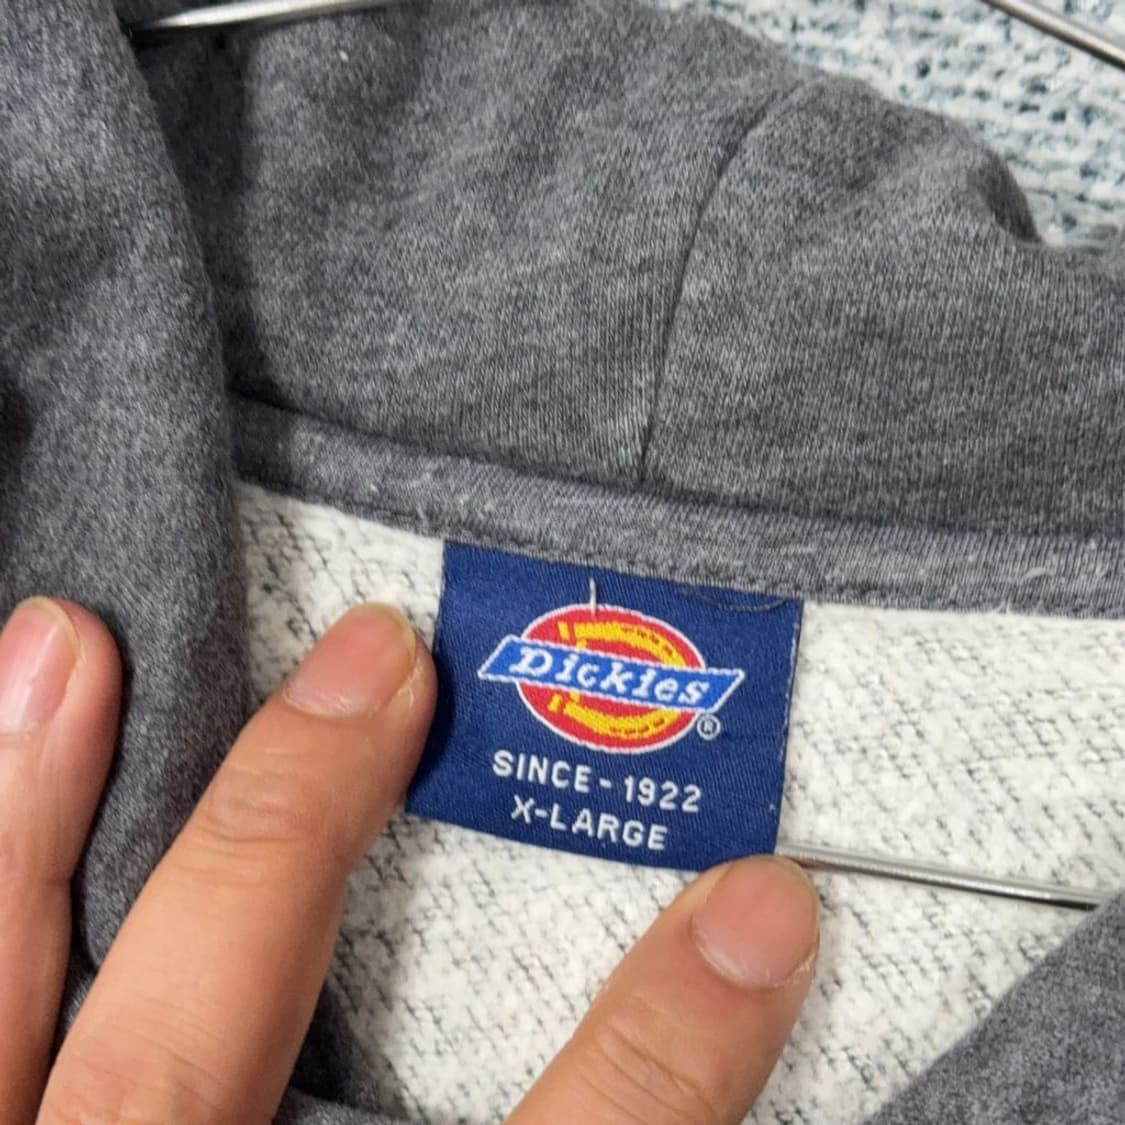 Dickies ®
SINCE - 1922
X-LARGE